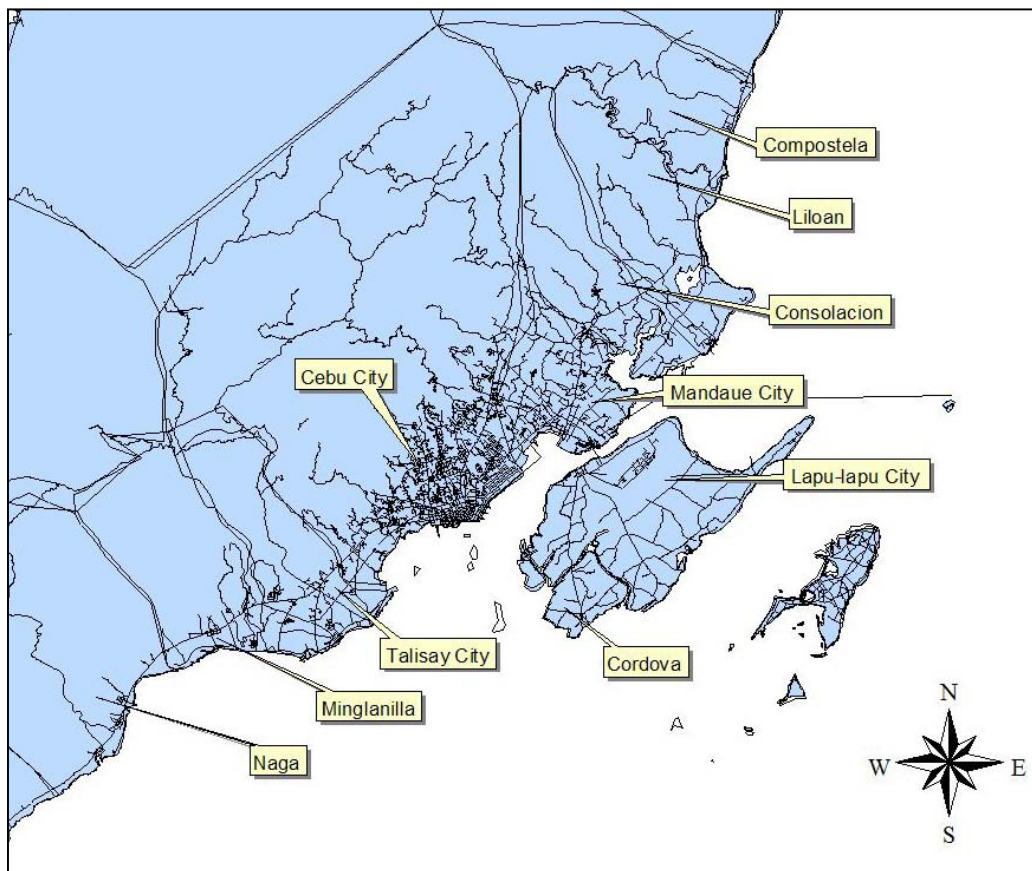 Compostela
Liloan
Consolacion
Cebu City
Mandaue City
Lapu-lapu City
Talisay City
Cordova
Minglanilla
Naga
N
W E
S